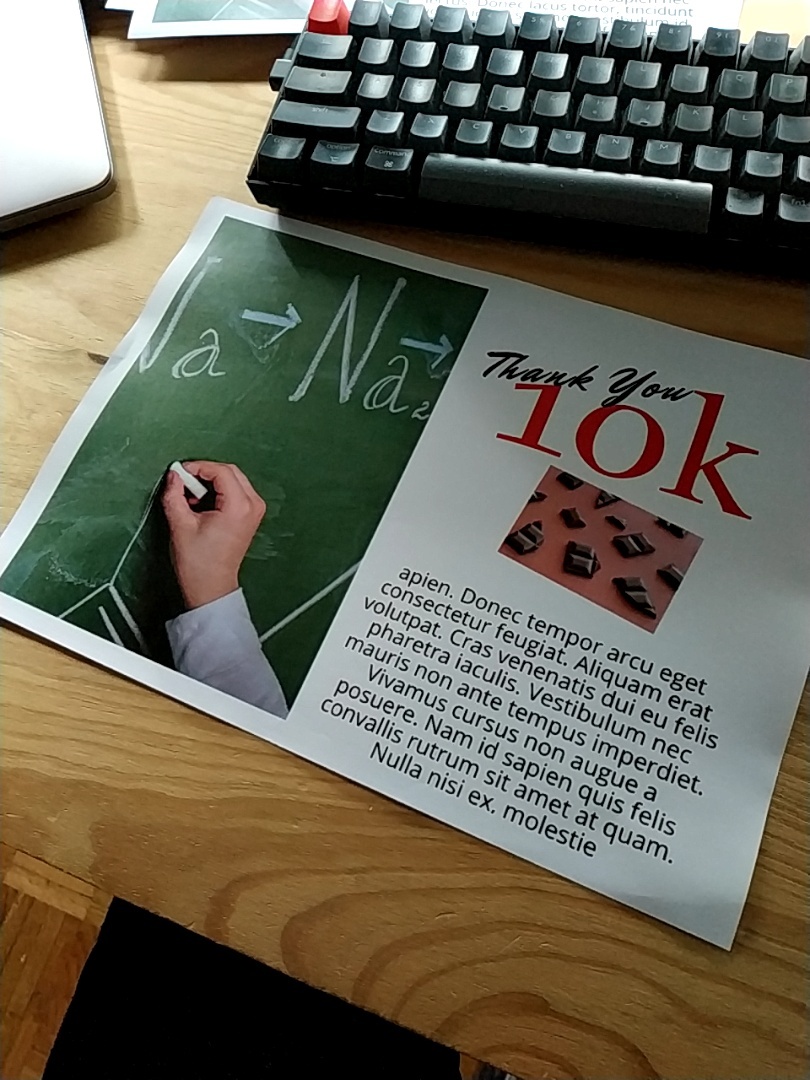 Donec lacus tortor, tincidunt
Na → Na₂ →
Thank You
10k
apien. Donec tempor arcu eget
consectetur feugiat. Aliquam erat
volutpat. Cras venenatis dui eu felis
pharetra iaculis. Vestibulum nec
mauris non ante tempus imperdiet.
Vivamus cursus non augue a
posuere. Nam id sapien quis felis
convallis rutrum sit amet at quam.
Nulla nisi ex, molestie